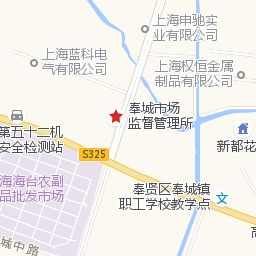 上海申驰实
业有限公司
上海蓝科电
气有限公司
上海权恒金属
制品有限公司
奉城市场
监督管理所
第五十二机
安全检测站
新都花
S325
海海台农副
品批发市场
奉贤区奉城镇
职工学校教学点
城中路